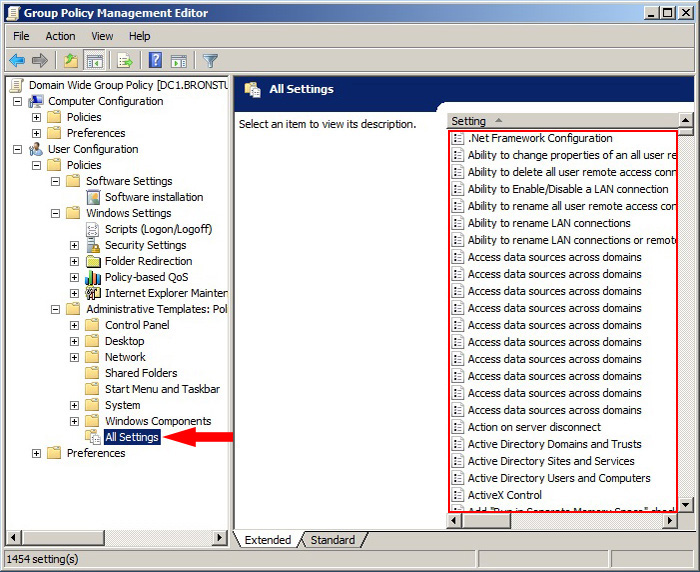 Group Policy Management Editor
File Action View Help
Domain Wide Group Policy [DC1.BRONSTU
Computer Configuration
Policies
Preferences
User Configuration
Policies
Software Settings
Software installation
Windows Settings
Scripts (Logon/Logoff)
Security Settings
Folder Redirection
Policy-based QoS
Internet Explorer Mainten
Administrative Templates: Pol
Control Panel
Desktop
Network
Shared Folders
Start Menu and Taskbar
System
Windows Components
All Settings
Preferences
All Settings
Select an item to view its description.
Setting
.Net Framework Configuration
Ability to change properties of an all user re
Ability to delete all user remote access conn
Ability to Enable/Disable a LAN connection
Ability to rename all user remote access con
Ability to rename LAN connections
Ability to rename LAN connections or remote
Access data sources across domains
Access data sources across domains
Access data sources across domains
Access data sources across domains
Access data sources across domains
Access data sources across domains
Access data sources across domains
Access data sources across domains
Access data sources across domains
Access data sources across domains
Action on server disconnect
Active Directory Domains and Trusts
Active Directory Sites and Services
Active Directory Users and Computers
ActiveX Control
Add "Run in Separate Memory Space" check
Extended Standard
1454 setting(s)